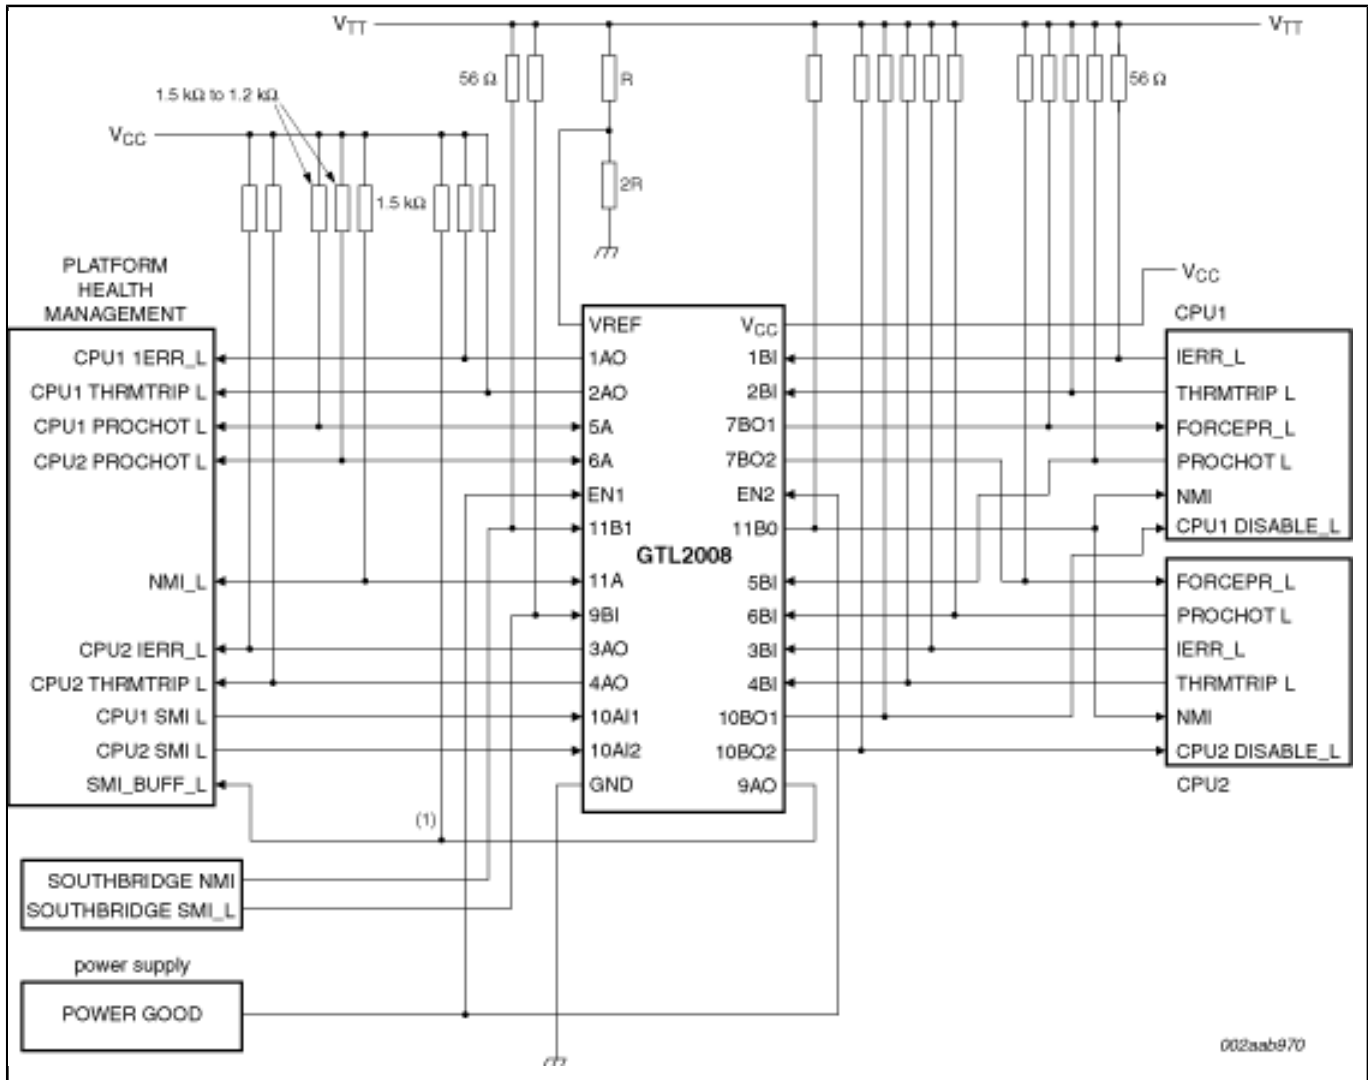 VTT
VTT
56 Ω
R
56 Ω
1.5 kΩ to 1.2 kΩ
VCC
2R
1.5 kΩ
PLATFORM
HEALTH
MANAGEMENT
VCC
CPU1
VREF
VCC
CPU1 1ERR_L
1AO
1BI
IERR_L
CPU1 THRMTRIP L
2AO
2BI
THRMTRIP L
CPU1 PROCHOT L
5A
7BO1
FORCEPR_L
CPU2 PROCHOT L
6A
7BO2
PROCHOT L
EN1
EN2
NMI
11B1
11B0
CPU1 DISABLE_L
GTL2008
NMI_L
11A
5BI
FORCEPR_L
9BI
6BI
PROCHOT L
CPU2 IERR_L
3AO
3BI
IERR_L
CPU2 THRMTRIP L
4AO
4BI
THRMTRIP L
CPU1 SMI L
10AI1
10BO1
NMI
CPU2 SMI L
10AI2
10BO2
CPU2 DISABLE_L
SMI_BUFF_L
GND
9AO
CPU2
(1)
SOUTHBRIDGE NMI
SOUTHBRIDGE SMI_L
power supply
POWER GOOD
002aab970